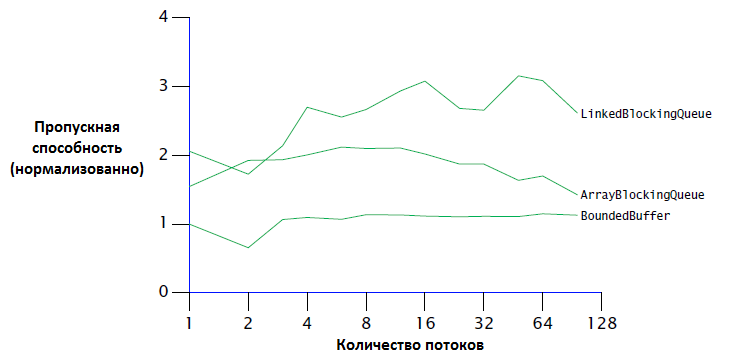 4
3
Пропускная
способность
(нормализованно)
2
1
0
LinkedBlockingQueue
ArrayBlockingQueue
BoundedBuffer
1 2 4 8 16 32 64 128
Количество потоков